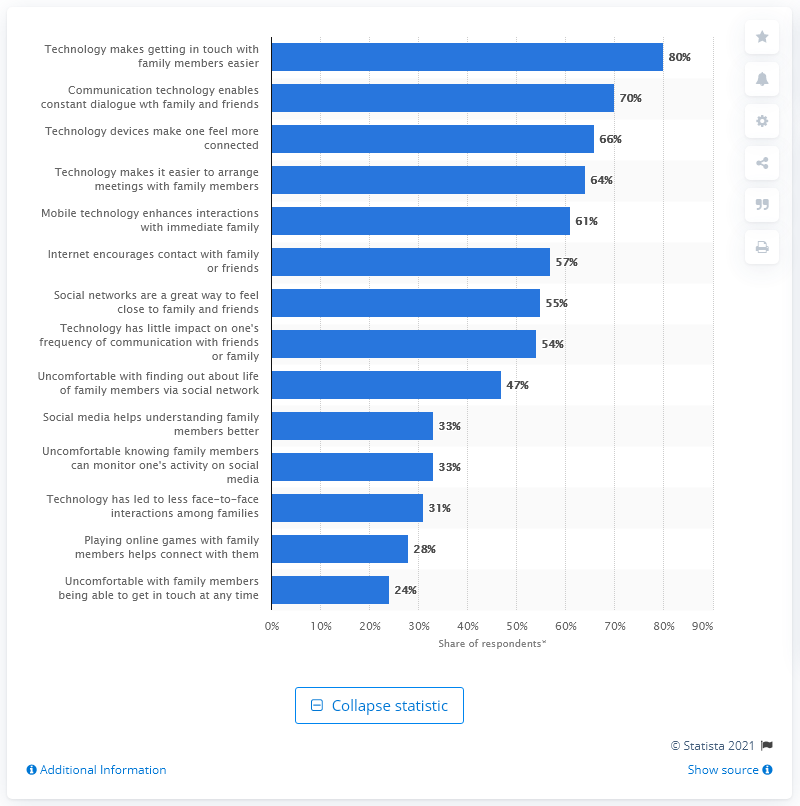 Technology makes getting in touch with
family members easier
80%
Communication technology enables
constant dialogue wth family and friends
70%
Technology devices make one feel more
connected
66%
Technology makes it easier to arrange
meetings with family members
64%
Mobile technology enhances interactions
with immediate family
61%
Internet encourages contact with family
or friends
57%
Social networks are a great way to feel
close to family and friends
55%
Technology has little impact on one's
frequency of communication with friends
or family
54%
Uncomfortable with finding out about life
of family members via social network
47%
Social media helps understanding family
members better
33%
Uncomfortable knowing family members
can monitor one's activity on social
media
33%
Technology has led to less face-to-face
interactions among families
31%
Playing online games with family
members helps connect with them
28%
Uncomfortable with family members
being able to get in touch at any time
24%
0% 10% 20% 30% 40% 50% 60% 70% 80% 90%
Share of respondents*
Collapse statistic
© Statista 2021
Additional Information
Show source